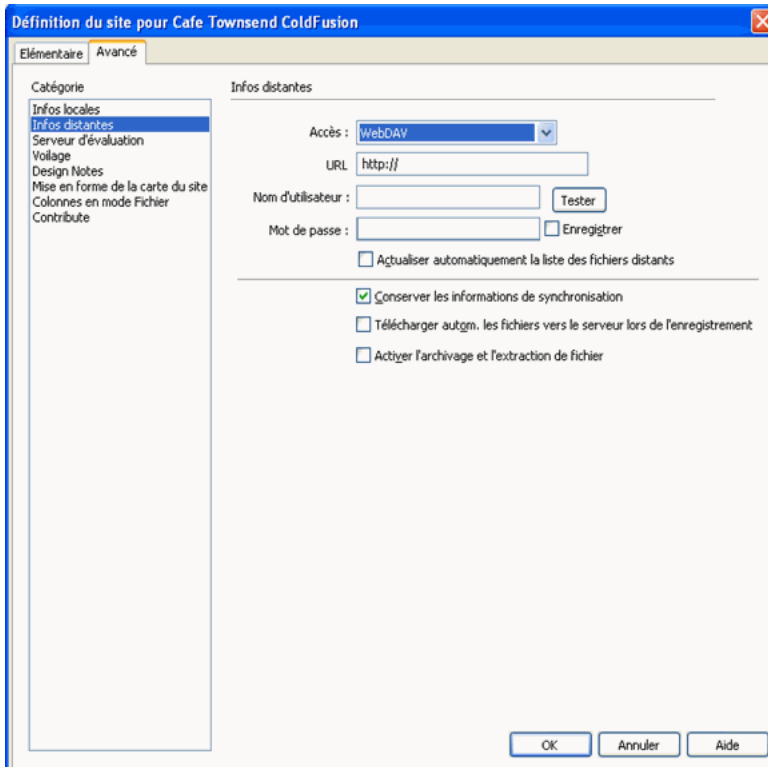 Définition du site pour Cafe Townsend ColdFusion
Elémentaire
Avancé
Catégorie
Infos locales
Infos distantes
Serveur d'évaluation
Voilage
Design Notes
Mise en forme de la carte du site
Colonnes en mode Fichier
Contribute
Infos distantes
Accès : WebDAV
URL http://
Nom d'utilisateur : Tester
Mot de passe : Enregistrer
Actualiser automatiquement la liste des fichiers distants
Conserver les informations de synchronisation
Télécharger autom. les fichiers vers le serveur lors de l'enregistrement
Activer l'archivage et l'extraction de fichier
OK Annuler Aide